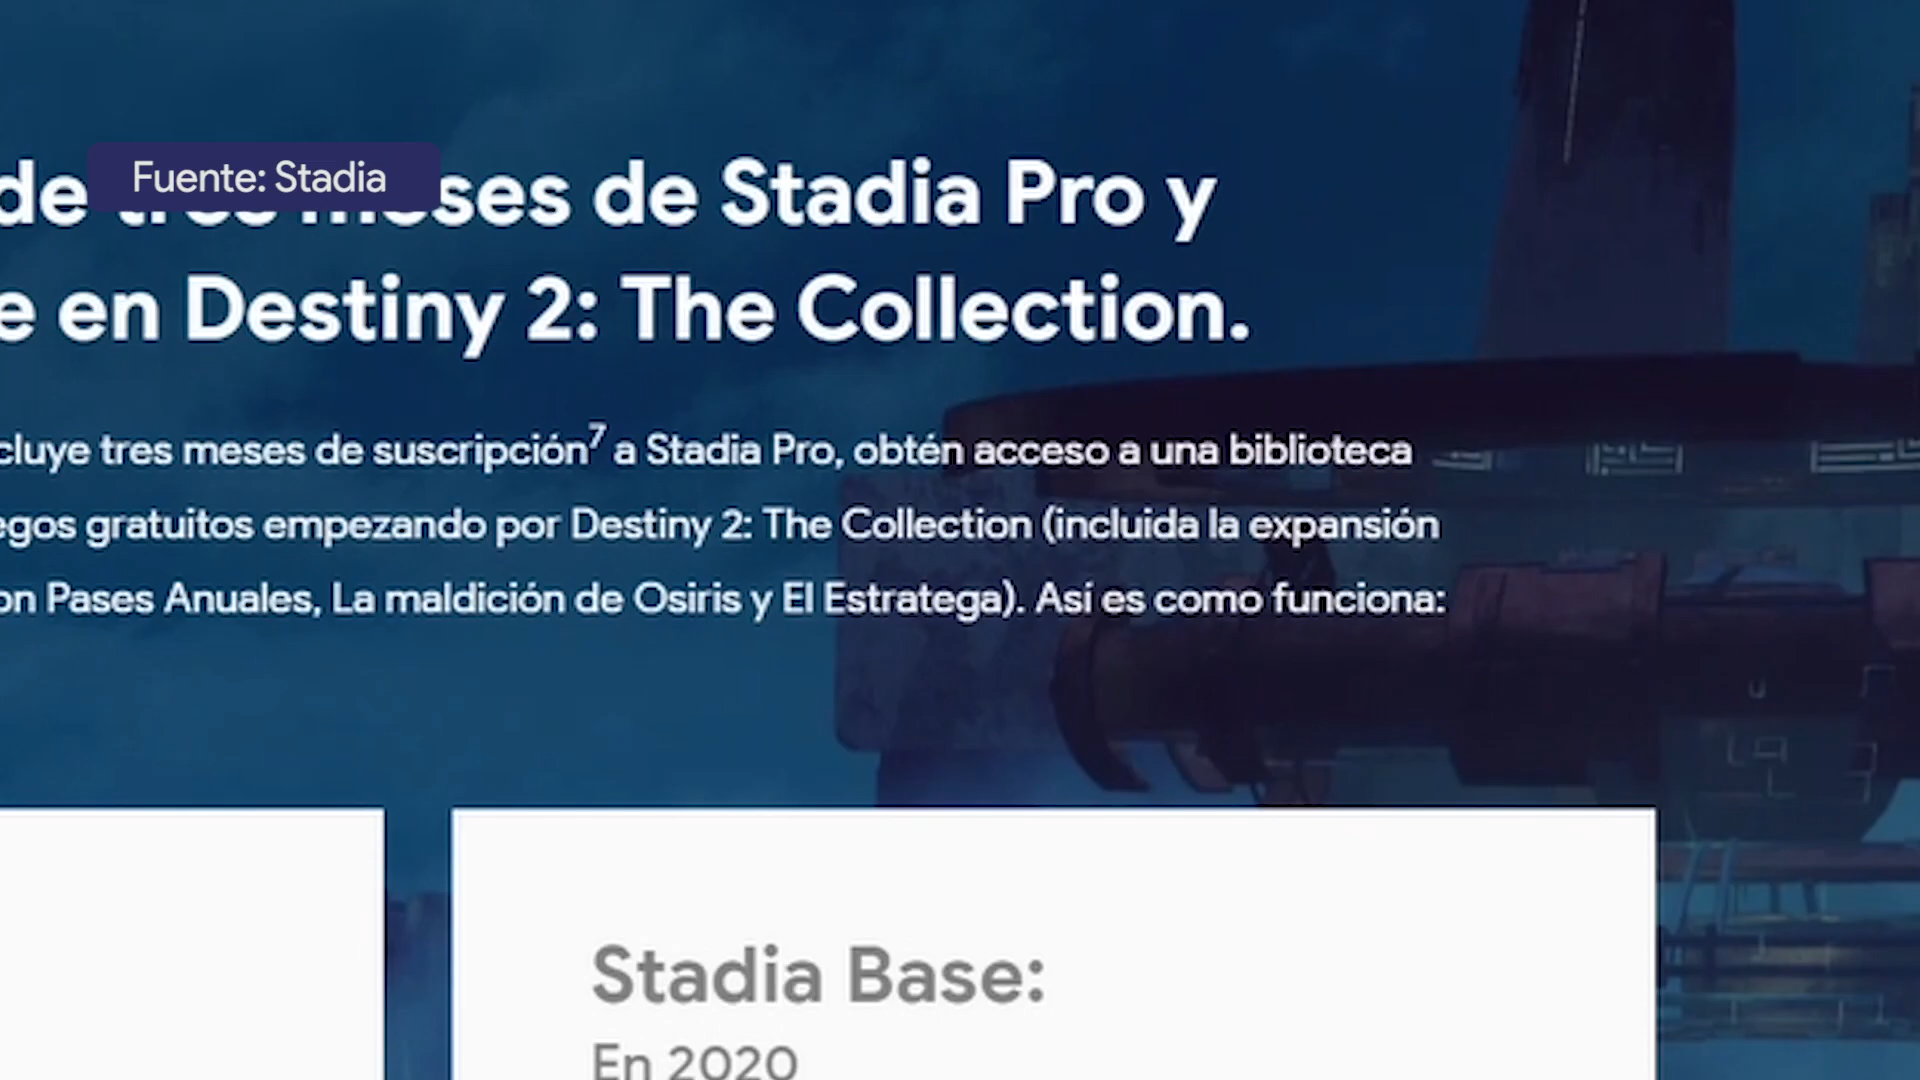 Fuente: Stadia
de tres meses de Stadia Pro y
e en Destiny 2: The Collection.
cluye tres meses de suscripción⁷ a Stadia Pro, obtén acceso a una biblioteca
egos gratuitos empezando por Destiny 2: The Collection (incluida la expansión
on Pases Anuales, La maldición de Osiris y El Estratega). Así es como funciona:
Stadia Base:
En 2020